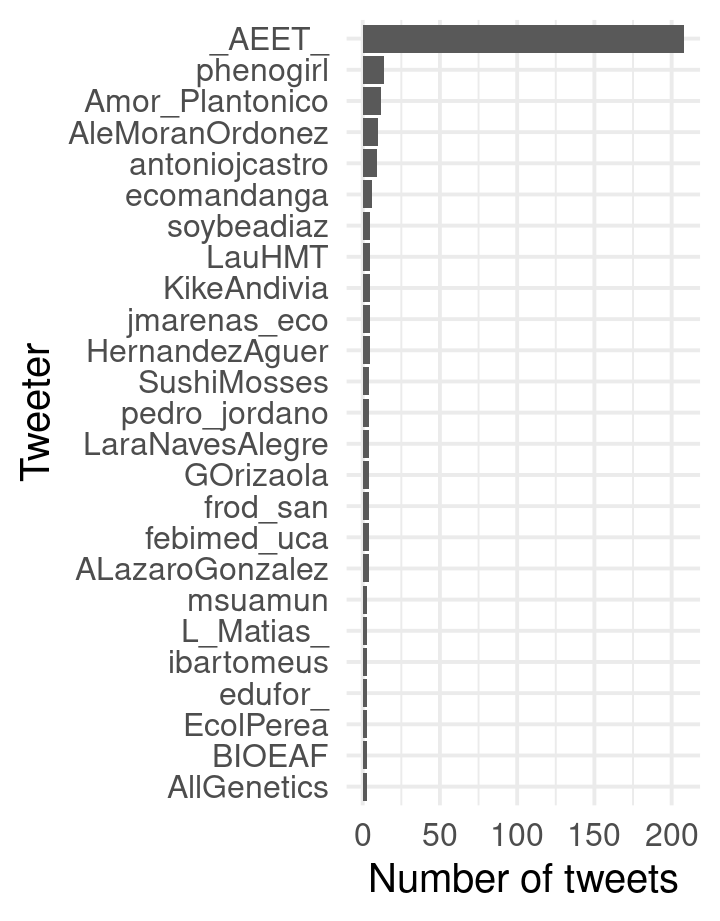 _AEET_
phenogirl
Amor_Plantonico
AleMoranOrdonez
antoniojcastro
ecomandanga
soybeadiaz
LauHMT
KikeAndivia
jmarenas_eco
HernandezAguer
SushiMosses
pedro_jordano
LaraNavesAlegre
GOrizaola
frod_san
febimed_uca
ALazaroGonzalez
msuamun
L_Matias_
ibartomeus
edufor_
EcolPerea
BIOEAF
AllGenetics
Tweeter
0 50 100 150 200
Number of tweets